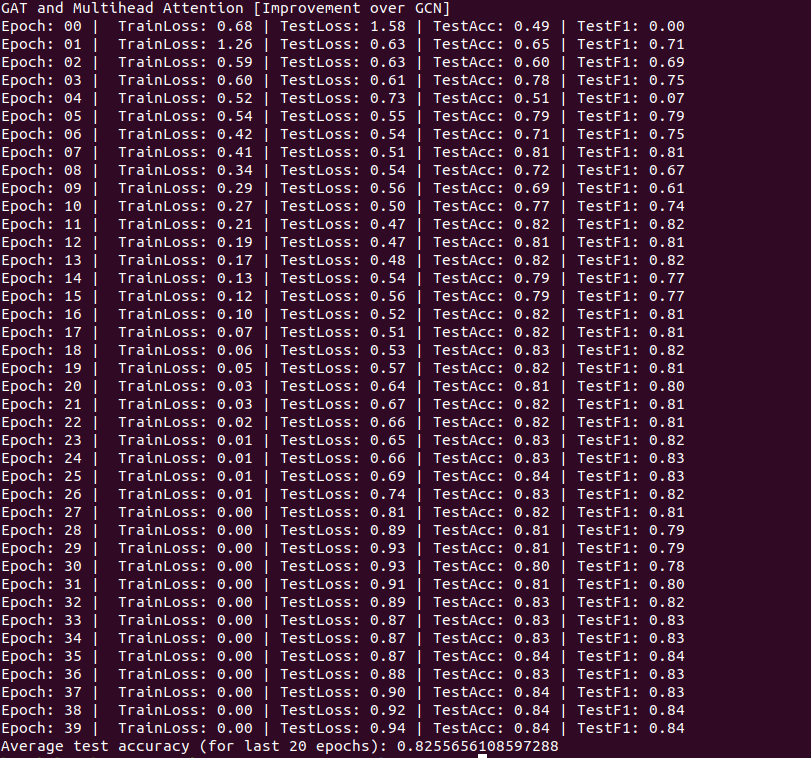 GAT and Multihead Attention [Improvement over GCN]
Epoch: 00 |  TrainLoss: 0.68 | TestLoss: 1.58 | TestAcc: 0.49 | TestF1: 0.00
Epoch: 01 |  TrainLoss: 1.26 | TestLoss: 0.63 | TestAcc: 0.65 | TestF1: 0.71
Epoch: 02 |  TrainLoss: 0.59 | TestLoss: 0.63 | TestAcc: 0.60 | TestF1: 0.69
Epoch: 03 |  TrainLoss: 0.60 | TestLoss: 0.61 | TestAcc: 0.78 | TestF1: 0.75
Epoch: 04 |  TrainLoss: 0.52 | TestLoss: 0.73 | TestAcc: 0.51 | TestF1: 0.07
Epoch: 05 |  TrainLoss: 0.54 | TestLoss: 0.55 | TestAcc: 0.79 | TestF1: 0.79
Epoch: 06 |  TrainLoss: 0.42 | TestLoss: 0.54 | TestAcc: 0.71 | TestF1: 0.75
Epoch: 07 |  TrainLoss: 0.41 | TestLoss: 0.51 | TestAcc: 0.81 | TestF1: 0.81
Epoch: 08 |  TrainLoss: 0.34 | TestLoss: 0.54 | TestAcc: 0.72 | TestF1: 0.67
Epoch: 09 |  TrainLoss: 0.29 | TestLoss: 0.56 | TestAcc: 0.69 | TestF1: 0.61
Epoch: 10 |  TrainLoss: 0.27 | TestLoss: 0.50 | TestAcc: 0.77 | TestF1: 0.74
Epoch: 11 |  TrainLoss: 0.21 | TestLoss: 0.47 | TestAcc: 0.82 | TestF1: 0.82
Epoch: 12 |  TrainLoss: 0.19 | TestLoss: 0.47 | TestAcc: 0.81 | TestF1: 0.81
Epoch: 13 |  TrainLoss: 0.17 | TestLoss: 0.48 | TestAcc: 0.82 | TestF1: 0.82
Epoch: 14 |  TrainLoss: 0.13 | TestLoss: 0.54 | TestAcc: 0.79 | TestF1: 0.77
Epoch: 15 |  TrainLoss: 0.12 | TestLoss: 0.56 | TestAcc: 0.79 | TestF1: 0.77
Epoch: 16 |  TrainLoss: 0.10 | TestLoss: 0.52 | TestAcc: 0.82 | TestF1: 0.81
Epoch: 17 |  TrainLoss: 0.07 | TestLoss: 0.51 | TestAcc: 0.82 | TestF1: 0.81
Epoch: 18 |  TrainLoss: 0.06 | TestLoss: 0.53 | TestAcc: 0.83 | TestF1: 0.82
Epoch: 19 |  TrainLoss: 0.05 | TestLoss: 0.57 | TestAcc: 0.82 | TestF1: 0.81
Epoch: 20 |  TrainLoss: 0.03 | TestLoss: 0.64 | TestAcc: 0.81 | TestF1: 0.80
Epoch: 21 |  TrainLoss: 0.03 | TestLoss: 0.67 | TestAcc: 0.82 | TestF1: 0.81
Epoch: 22 |  TrainLoss: 0.02 | TestLoss: 0.66 | TestAcc: 0.82 | TestF1: 0.81
Epoch: 23 |  TrainLoss: 0.01 | TestLoss: 0.65 | TestAcc: 0.83 | TestF1: 0.82
Epoch: 24 |  TrainLoss: 0.01 | TestLoss: 0.66 | TestAcc: 0.83 | TestF1: 0.83
Epoch: 25 |  TrainLoss: 0.01 | TestLoss: 0.69 | TestAcc: 0.84 | TestF1: 0.83
Epoch: 26 |  TrainLoss: 0.01 | TestLoss: 0.74 | TestAcc: 0.83 | TestF1: 0.82
Epoch: 27 |  TrainLoss: 0.00 | TestLoss: 0.81 | TestAcc: 0.82 | TestF1: 0.81
Epoch: 28 |  TrainLoss: 0.00 | TestLoss: 0.89 | TestAcc: 0.81 | TestF1: 0.79
Epoch: 29 |  TrainLoss: 0.00 | TestLoss: 0.93 | TestAcc: 0.81 | TestF1: 0.79
Epoch: 30 |  TrainLoss: 0.00 | TestLoss: 0.93 | TestAcc: 0.80 | TestF1: 0.78
Epoch: 31 |  TrainLoss: 0.00 | TestLoss: 0.91 | TestAcc: 0.81 | TestF1: 0.80
Epoch: 32 |  TrainLoss: 0.00 | TestLoss: 0.89 | TestAcc: 0.83 | TestF1: 0.82
Epoch: 33 |  TrainLoss: 0.00 | TestLoss: 0.87 | TestAcc: 0.83 | TestF1: 0.83
Epoch: 34 |  TrainLoss: 0.00 | TestLoss: 0.87 | TestAcc: 0.83 | TestF1: 0.83
Epoch: 35 |  TrainLoss: 0.00 | TestLoss: 0.87 | TestAcc: 0.84 | TestF1: 0.84
Epoch: 36 |  TrainLoss: 0.00 | TestLoss: 0.88 | TestAcc: 0.83 | TestF1: 0.83
Epoch: 37 |  TrainLoss: 0.00 | TestLoss: 0.90 | TestAcc: 0.84 | TestF1: 0.83
Epoch: 38 |  TrainLoss: 0.00 | TestLoss: 0.92 | TestAcc: 0.84 | TestF1: 0.84
Epoch: 39 |  TrainLoss: 0.00 | TestLoss: 0.94 | TestAcc: 0.84 | TestF1: 0.84
Average test accuracy (for last 20 epochs): 0.8255656108597288